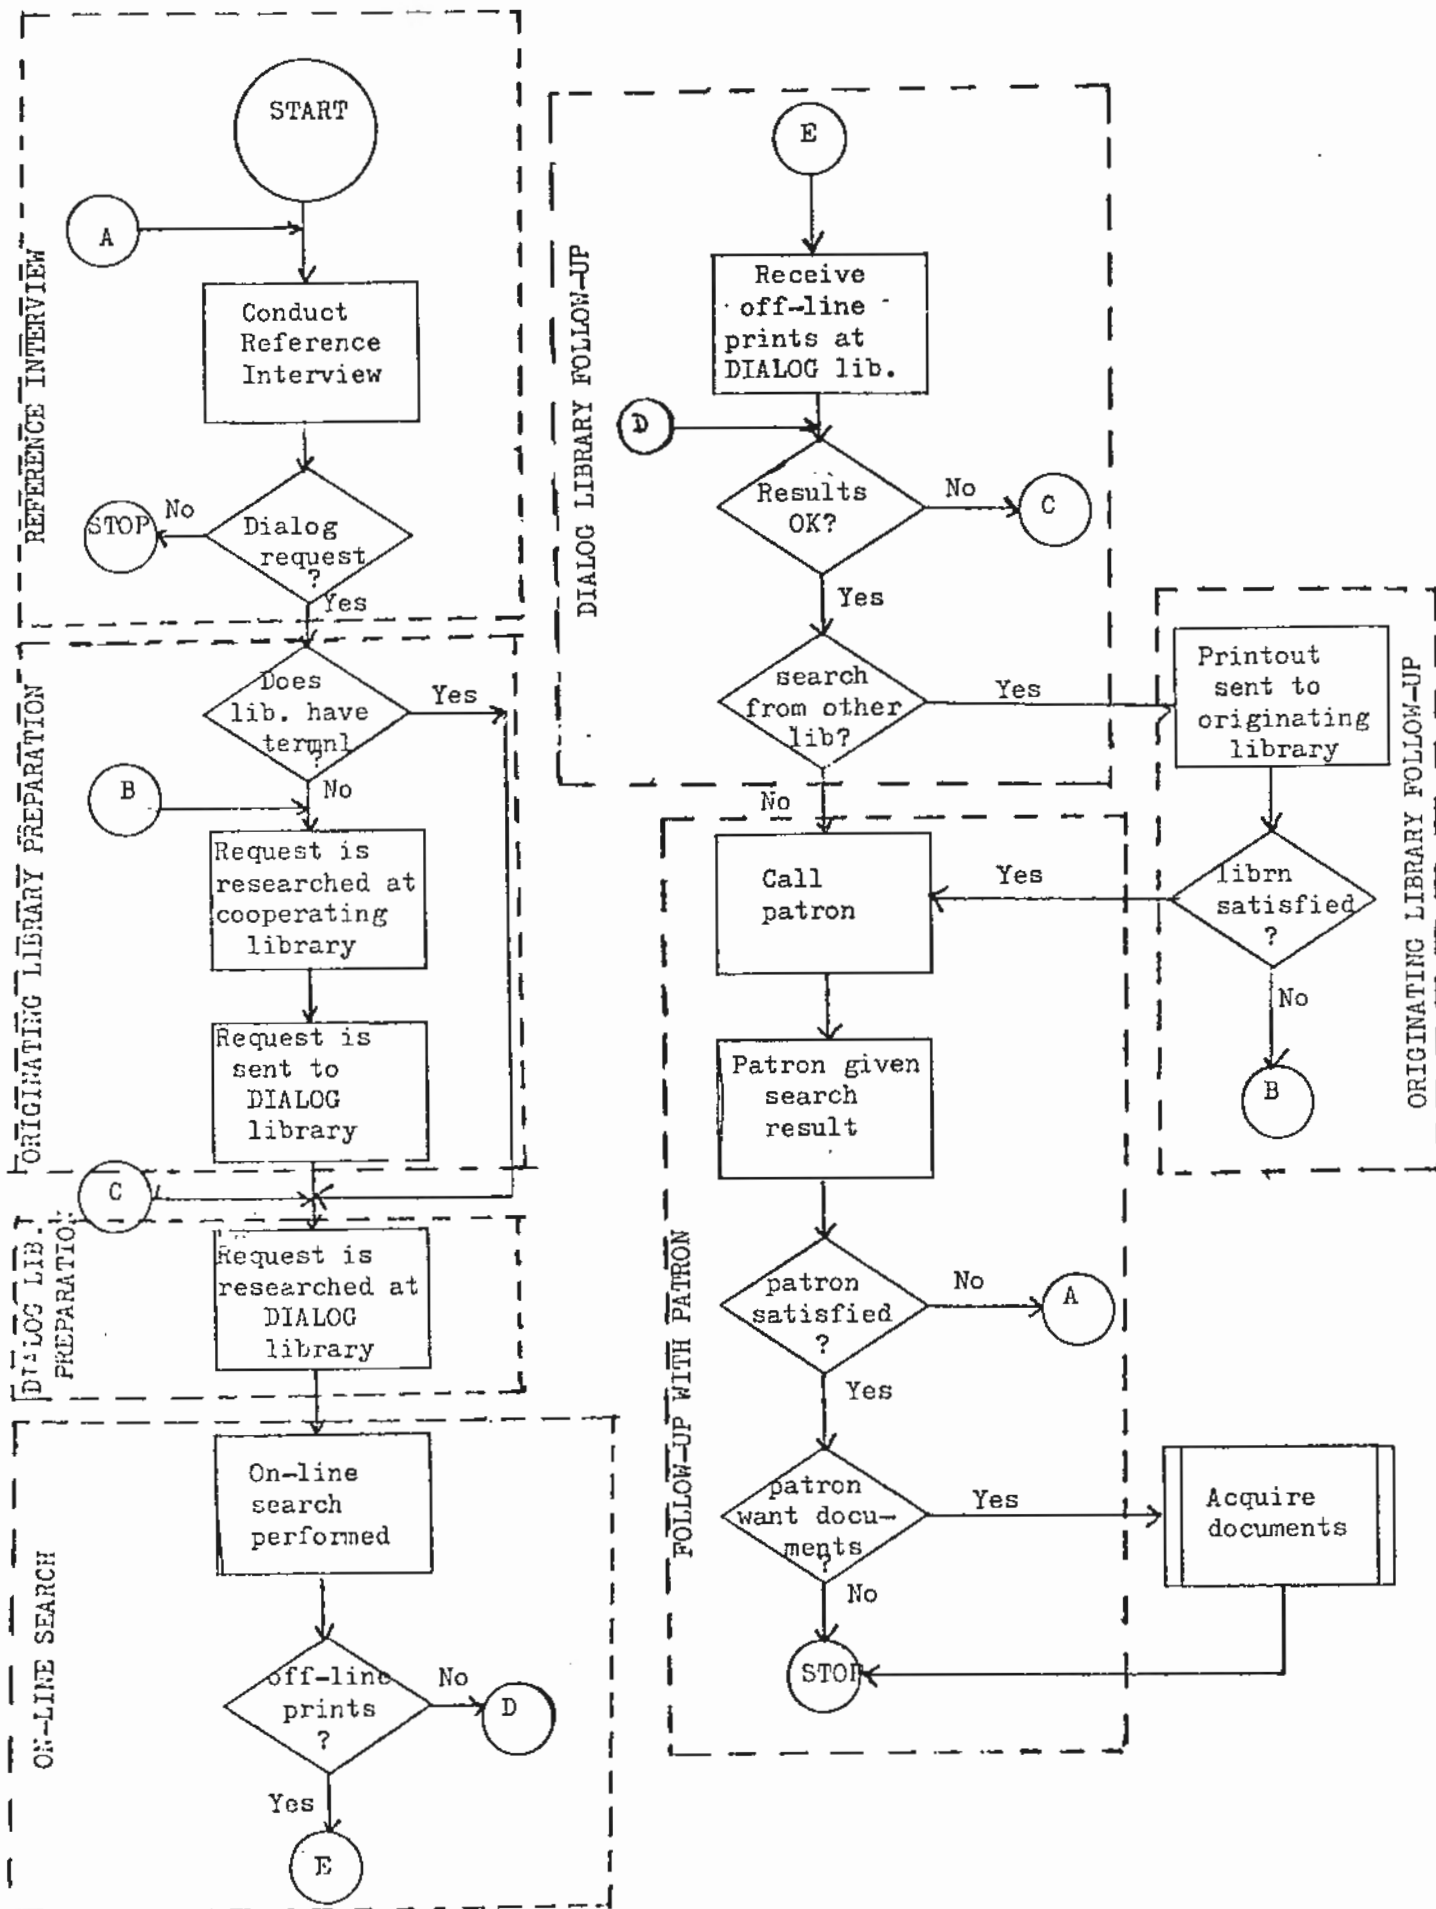 REFERENCE INTERVIEW
START
A
Conduct
Reference
Interview
Dialog
request
?
No
STOP
Yes
ORIGINATING LIBRARY PREPARATION
Does
lib. have
termnl
?
Yes
No
B
Request is
researched at
cooperating
library
Request is
sent to
DIALOG
library
C
DIALOG LIB.
PREPARATION
Request is
researched at
DIALOG
library
ON-LINE SEARCH
On-line
search
performed
off-line
prints
?
No
D
Yes
E
DIALOG LIBRARY FOLLOW-UP
E
Receive
off-line
prints at
DIALOG lib.
D
Results
OK?
No
C
Yes
search
from other
lib?
Yes
No
ORIGINATING LIBRARY FOLLOW-UP
Printout
sent to
originating
library
librn
satisfied
?
Yes
No
B
FOLLOW-UP WITH PATRON
Call
patron
Patron given
search
result
patron
satisfied
?
No
A
Yes
patron
want docu-
ments
?
Yes
Acquire
documents
No
STOP